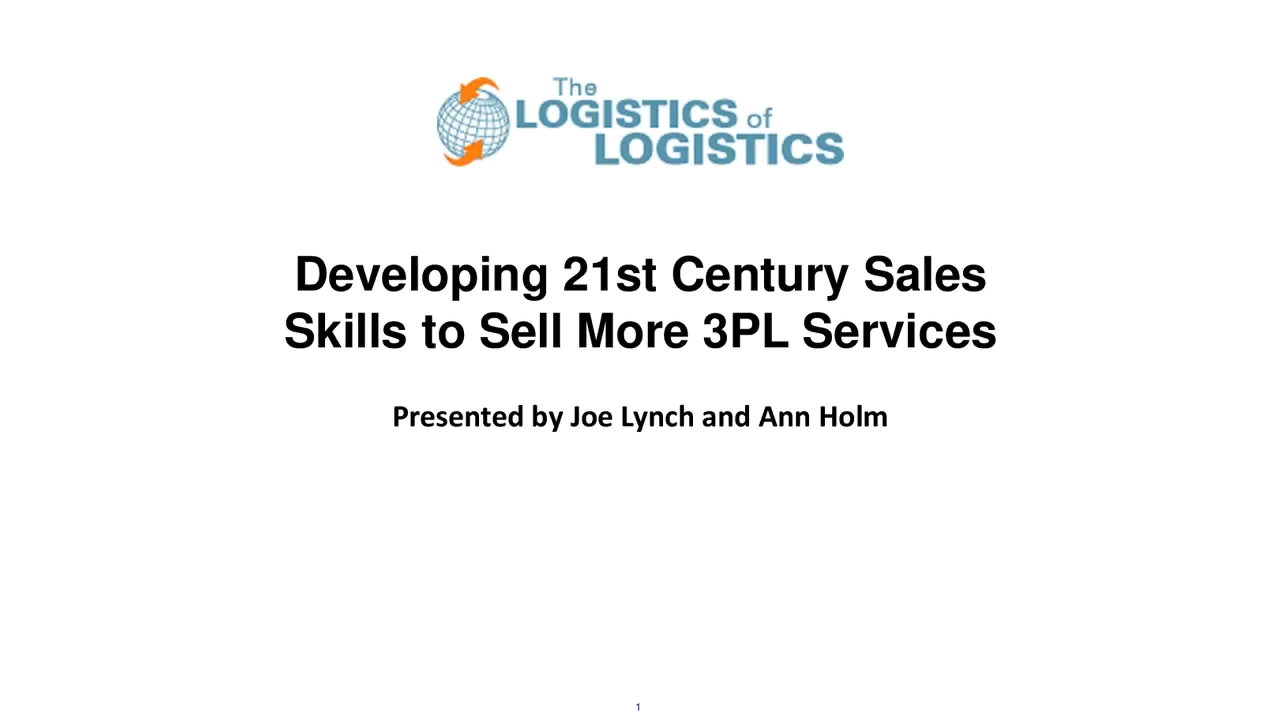 The
LOGISTICS of
LOGISTICS
Developing 21st Century Sales
Skills to Sell More 3PL Services
Presented by Joe Lynch and Ann Holm
1